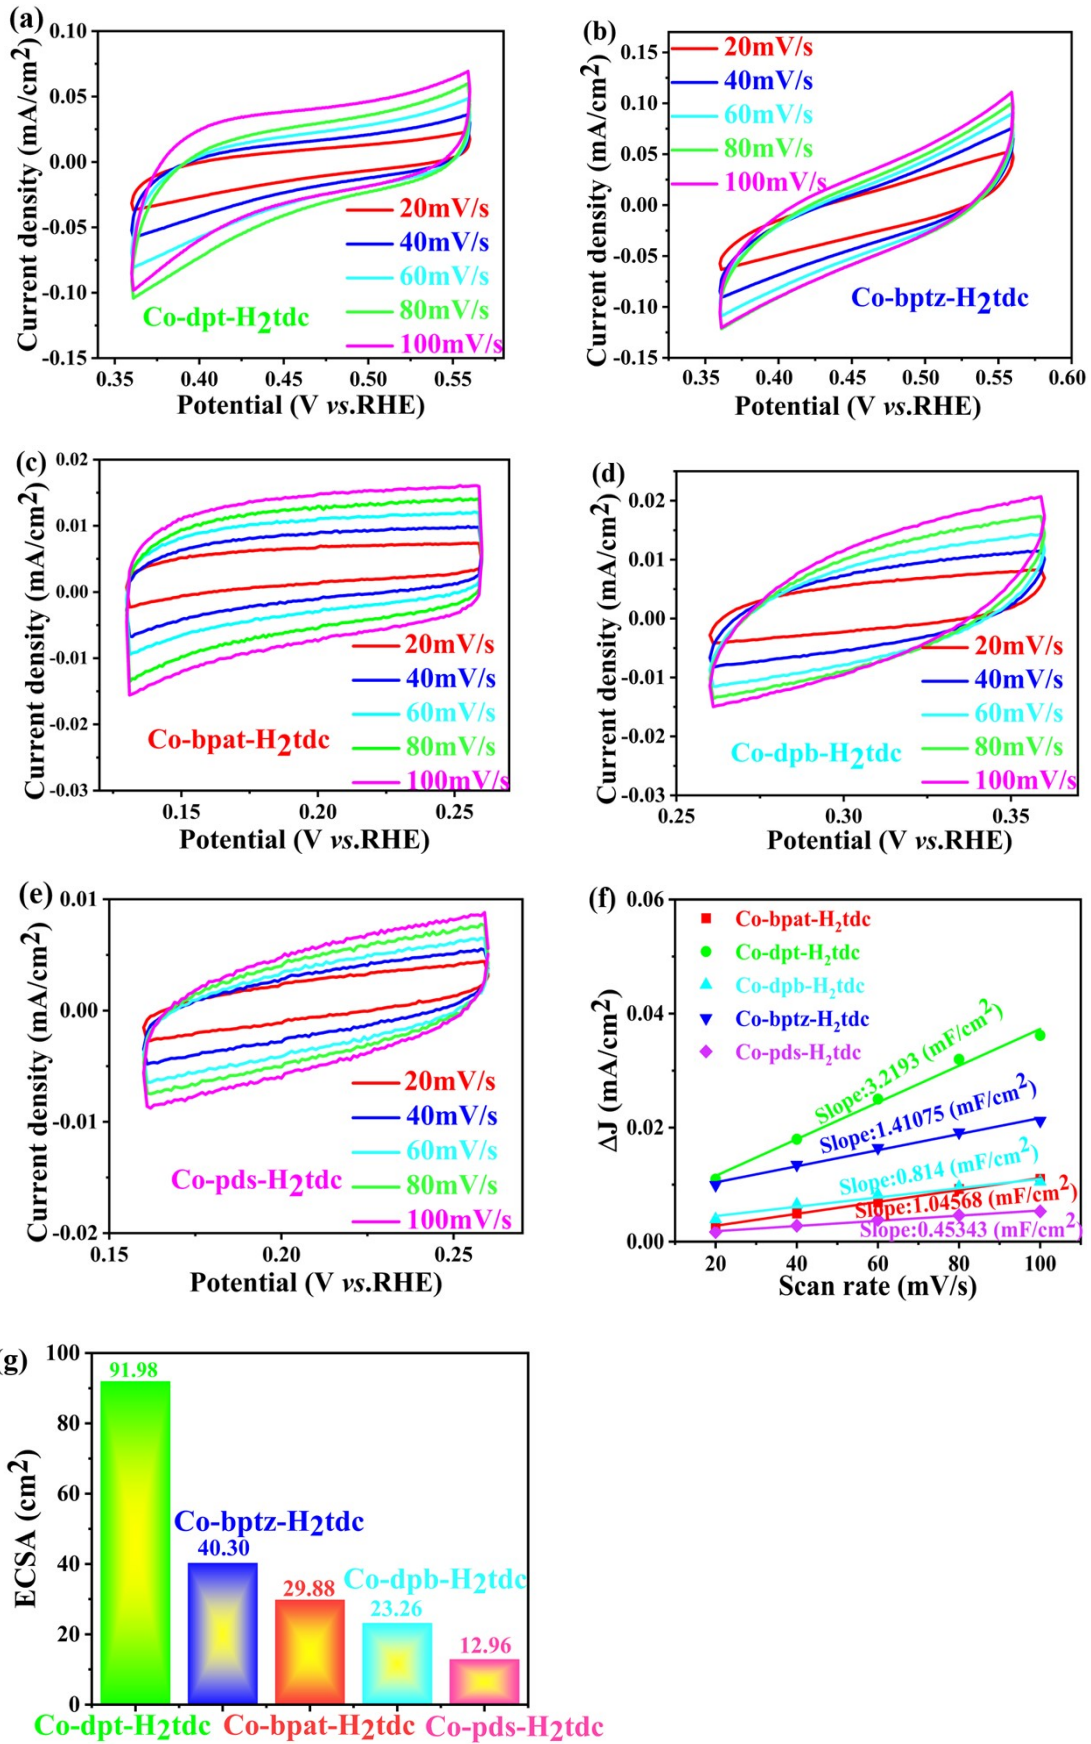 (a)
0.10
0.05
0.00
-0.05
-0.10
-0.15
Current density (mA/cm2)
20mV/s
40mV/s
60mV/s
80mV/s
100mV/s
Co-dpt-H2tdc
0.35 0.40 0.45 0.50 0.55
Potential (V vs.RHE)
(b)
0.15
0.10
0.05
0.00
-0.05
-0.10
-0.15
Current density (mA/cm2)
20mV/s
40mV/s
60mV/s
80mV/s
100mV/s
Co-bptz-H2tdc
0.35 0.40 0.45 0.50 0.55 0.60
Potential (V vs.RHE)
(c)
0.02
0.01
0.00
-0.01
-0.02
-0.03
Current density (mA/cm2)
20mV/s
40mV/s
60mV/s
80mV/s
100mV/s
Co-bpat-H2tdc
0.15 0.20 0.25
Potential (V vs.RHE)
(d)
0.02
0.01
0.00
-0.01
-0.02
-0.03
Current density (mA/cm2)
20mV/s
40mV/s
60mV/s
80mV/s
100mV/s
Co-dpb-H2tdc
0.25 0.30 0.35
Potential (V vs.RHE)
(e)
0.01
0.00
-0.01
-0.02
Current density (mA/cm2)
20mV/s
40mV/s
60mV/s
80mV/s
100mV/s
Co-pds-H2tdc
0.15 0.20 0.25
Potential (V vs.RHE)
(f)
0.06
0.04
0.02
0.00
ΔJ (mA/cm2)
Co-bpat-H2tdc
Co-dpt-H2tdc
Co-dpb-H2tdc
Co-bptz-H2tdc
Co-pds-H2tdc
Slope:3.2193 (mF/cm2)
Slope:1.41075 (mF/cm2)
Slope:0.814 (mF/cm2)
Slope:1.04568 (mF/cm2)
Slope:0.45343 (mF/cm2)
20 40 60 80 100
Scan rate (mV/s)
(g)
100
80
60
40
20
0
ECSA (cm2)
91.98
Co-bptz-H2tdc
40.30
29.88
Co-dpb-H2tdc
23.26
12.96
Co-dpt-H2tdc Co-bpat-H2tdc Co-pds-H2tdc